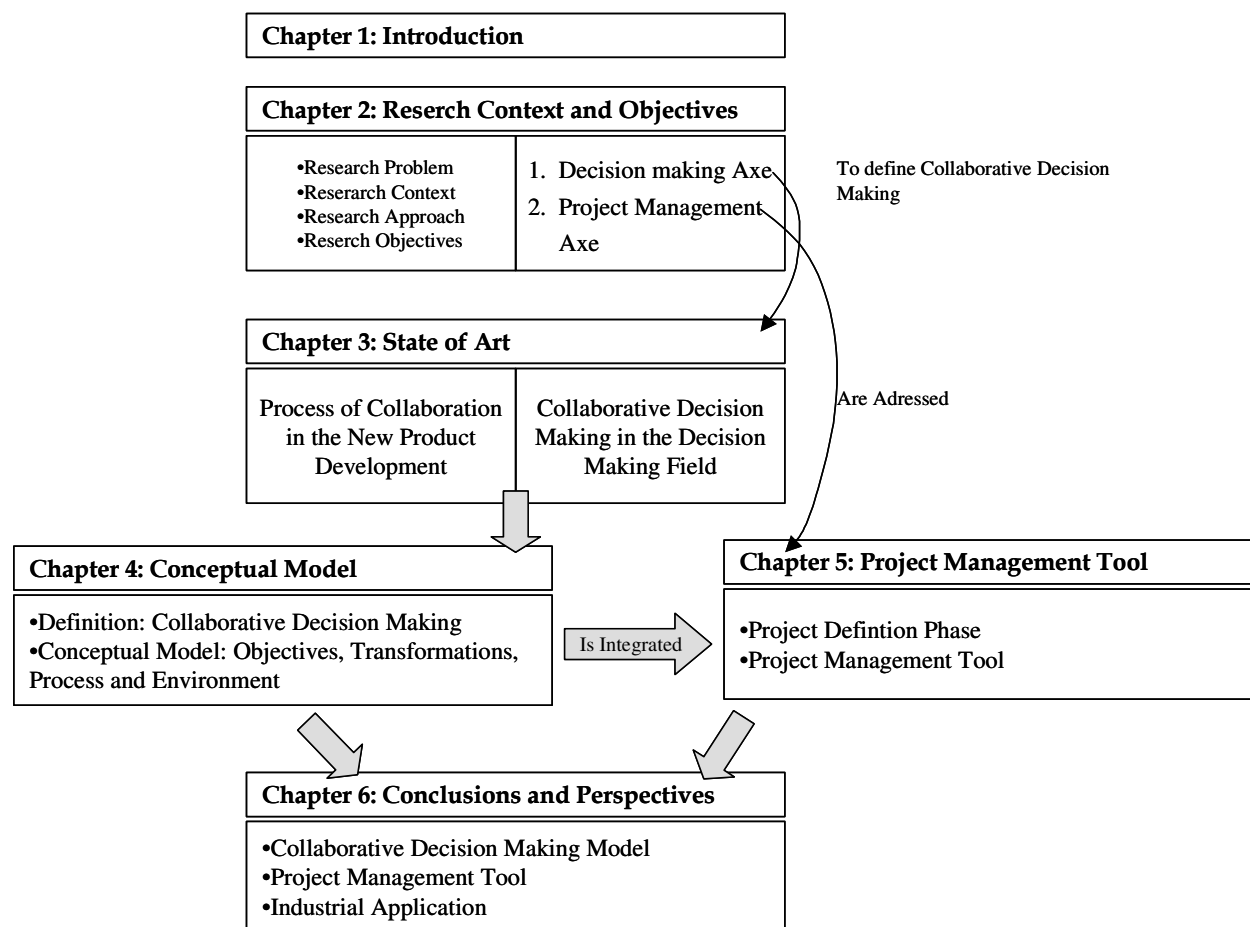 Chapter 1: Introduction
Chapter 2: Reserch Context and Objectives
•Research Problem
•Reserarch Context
•Research Approach
•Reserch Objectives
1. Decision making Axe
2. Project Management
Axe
To define Collaborative Decision
Making
Chapter 3: State of Art
Process of Collaboration
in the New Product
Development
Collaborative Decision
Making in the Decision
Making Field
Are Adressed
Chapter 4: Conceptual Model
•Definition: Collaborative Decision Making
•Conceptual Model: Objectives, Transformations,
Process and Environment
Is Integrated
Chapter 5: Project Management Tool
•Project Defintion Phase
•Project Management Tool
Chapter 6: Conclusions and Perspectives
•Collaborative Decision Making Model
•Project Management Tool
•Industrial Application